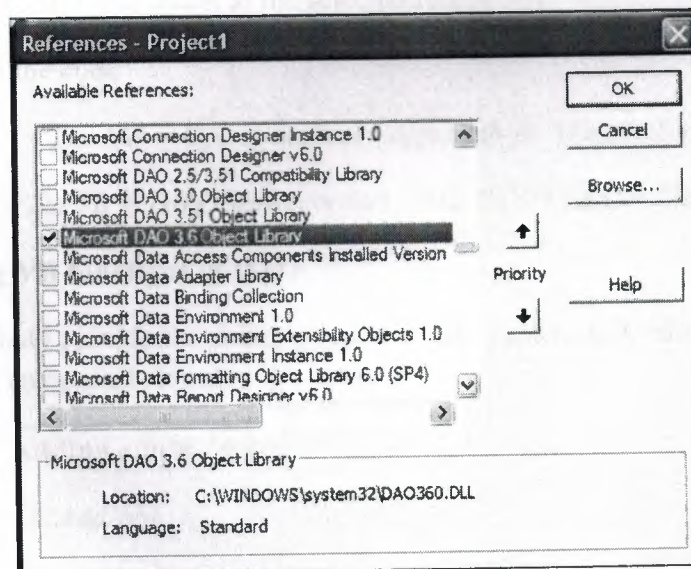 References - Project1
Available References:
Microsoft Connection Designer Instance 1.0
Microsoft Connection Designer v6.0
Microsoft DAO 2.5/3.51 Compatibility Library
Microsoft DAO 3.0 Object Library
Microsoft DAO 3.51 Object Library
Microsoft DAO 3.6 Object Library
Microsoft Data Access Components Installed Version
Microsoft Data Adapter Library
Microsoft Data Binding Collection
Microsoft Data Environment 1.0
Microsoft Data Environment Extensibility Objects 1.0
Microsoft Data Environment Instance 1.0
Microsoft Data Formatting Object Library 6.0 (SP4)
Microsoft Data Report Designer v6.0
OK
Cancel
Browse...
Priority
Help
Microsoft DAO 3.6 Object Library
Location: C:\WINDOWS\system32\DAO360.DLL
Language: Standard